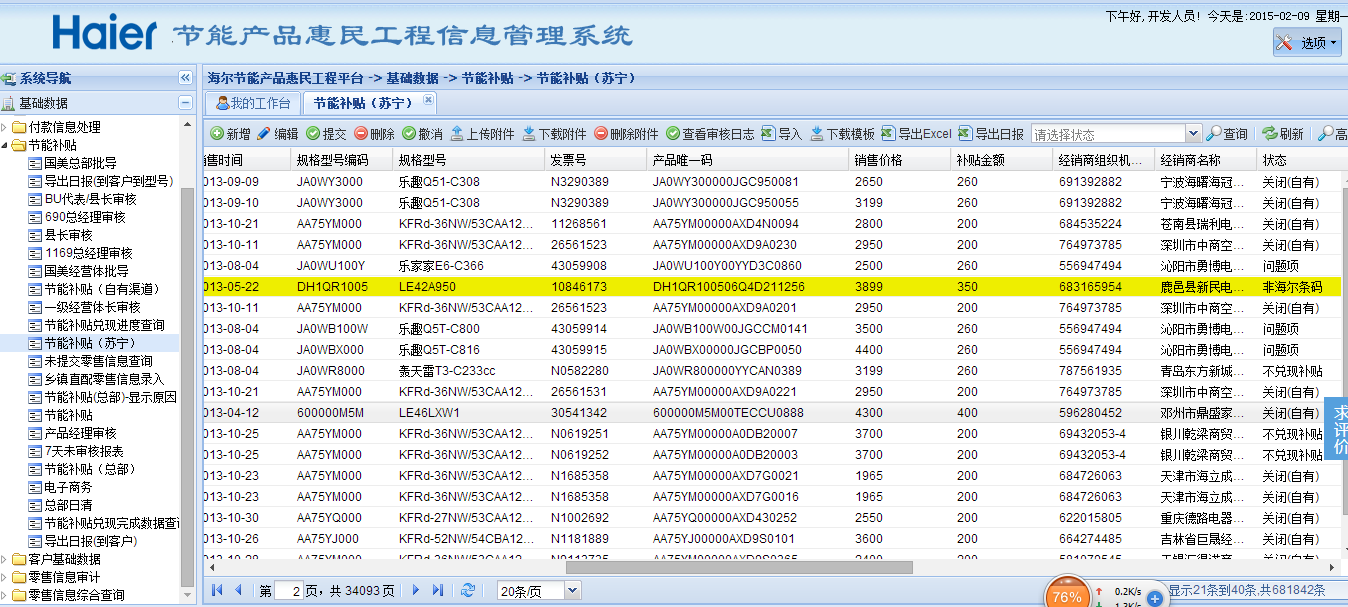 下午好,开发人员! 今天是:2015-02-09 星期一
Haier 节能产品惠民工程信息管理系统
选项
系统导航
基础数据
付款信息处理
节能补贴
国美总部批导
导出日报(到客户到型号)
BU代表/县长审核
690总经理审核
县长审核
1169总经理审核
国美经营体批导
节能补贴（自有渠道）
一级经营体长审核
节能补贴兑现进度查询
节能补贴（苏宁）
未提交零售信息查询
乡镇直配零售信息录入
节能补贴(总部)-显示原因
节能补贴
产品经理审核
7天未审核报表
节能补贴（总部）
电子商务
总部日清
节能补贴兑现完成数据查询
导出日报(到客户)
客户基础数据
零售信息审计
零售信息综合查询
海尔节能产品惠民工程平台 -> 基础数据 -> 节能补贴 -> 节能补贴（苏宁）
我的工作台 节能补贴（苏宁）
新增 编辑 提交 删除 撤消 上传附件 下载附件 删除附件 查看审核日志 导入 下载模板 导出Excel 导出日报 请选择状态 查询 刷新 高
售时间 规格型号编码 规格型号 发票号 产品唯一码 销售价格 补贴金额 经销商组织机... 经销商名称 状态
013-09-09 JA0WY3000 乐趣Q51-C308 N3290389 JA0WY300000JGC950081 2650 260 691392882 宁波海曙海冠... 关闭(自有)
013-09-10 JA0WY3000 乐趣Q51-C308 N3290389 JA0WY300000JGC950055 3199 260 691392882 宁波海曙海冠... 关闭(自有)
013-10-21 AA75YM000 KFRd-36NW/53CAA12... 11268561 AA75YM00000AXD4N0094 2800 200 684535224 苍南县瑞利电... 关闭(自有)
013-10-11 AA75YM000 KFRd-36NW/53CAA12... 26561523 AA75YM00000AXD9A0230 2950 200 764973785 深圳市中商空... 关闭(自有)
013-08-04 JA0WU100Y 乐家家E6-C366 43059908 JA0WU100Y00YYD3C0860 2500 260 556947494 沁阳市勇博电... 问题项
013-05-22 DH1QR1005 LE42A950 10846173 DH1QR100506Q4D211256 3899 350 683165954 鹿邑县新民电... 非海尔条码
013-10-11 AA75YM000 KFRd-36NW/53CAA12... 26561523 AA75YM00000AXD9A0201 2950 200 764973785 深圳市中商空... 关闭(自有)
013-08-04 JA0WB100W 乐趣Q5T-C800 43059914 JA0WB100W00JGCCM0141 3500 260 556947494 沁阳市勇博电... 问题项
013-08-04 JA0WBX000 乐趣Q5T-C816 43059915 JA0WBX00000JGCBP0050 4400 260 556947494 沁阳市勇博电... 问题项
013-08-04 JA0WR8000 轰天雷T3-C233cc N0582280 JA0WR800000YYCAN0389 3199 260 787561935 青岛东方新城... 不兑现补贴
013-10-21 AA75YM000 KFRd-36NW/53CAA12... 26561531 AA75YM00000AXD9A0221 2950 200 764973785 深圳市中商空... 关闭(自有)
013-04-12 600000M5M LE46LXW1 30541342 600000M5M00TECCU0888 4300 400 596280452 邓州市鼎盛家... 关闭(自有)
013-10-25 AA75YM000 KFRd-36NW/53CAA12... N0619251 AA75YM00000A0DB20007 3700 200 69432053-4 银川乾梁商贸... 不兑现补贴
013-10-25 AA75YM000 KFRd-36NW/53CAA12... N0619252 AA75YM00000A0DB20003 3700 200 69432053-4 银川乾梁商贸... 不兑现补贴
013-10-23 AA75YM000 KFRd-36NW/53CAA12... N1685358 AA75YM00000AXD7G0021 1965 200 684726063 天津市海立成... 关闭(自有)
013-10-23 AA75YM000 KFRd-36NW/53CAA12... N1685358 AA75YM00000AXD7G0016 1965 200 684726063 天津市海立成... 关闭(自有)
013-10-30 AA75YQ000 KFRd-27NW/53CAA12... N1002692 AA75YQ00000AXD430252 2550 200 622015805 重庆德路电器... 关闭(自有)
013-10-26 AA75YJ000 KFRd-52NW/54CBA12... N1181889 AA75YJ00000AXD9S0101 3600 200 664274485 吉林省巨晟经... 关闭(自有)
求评价
第 2 页, 共 34093 页 20条/页 显示21条到40条,共681842条
76% 0.2K/s